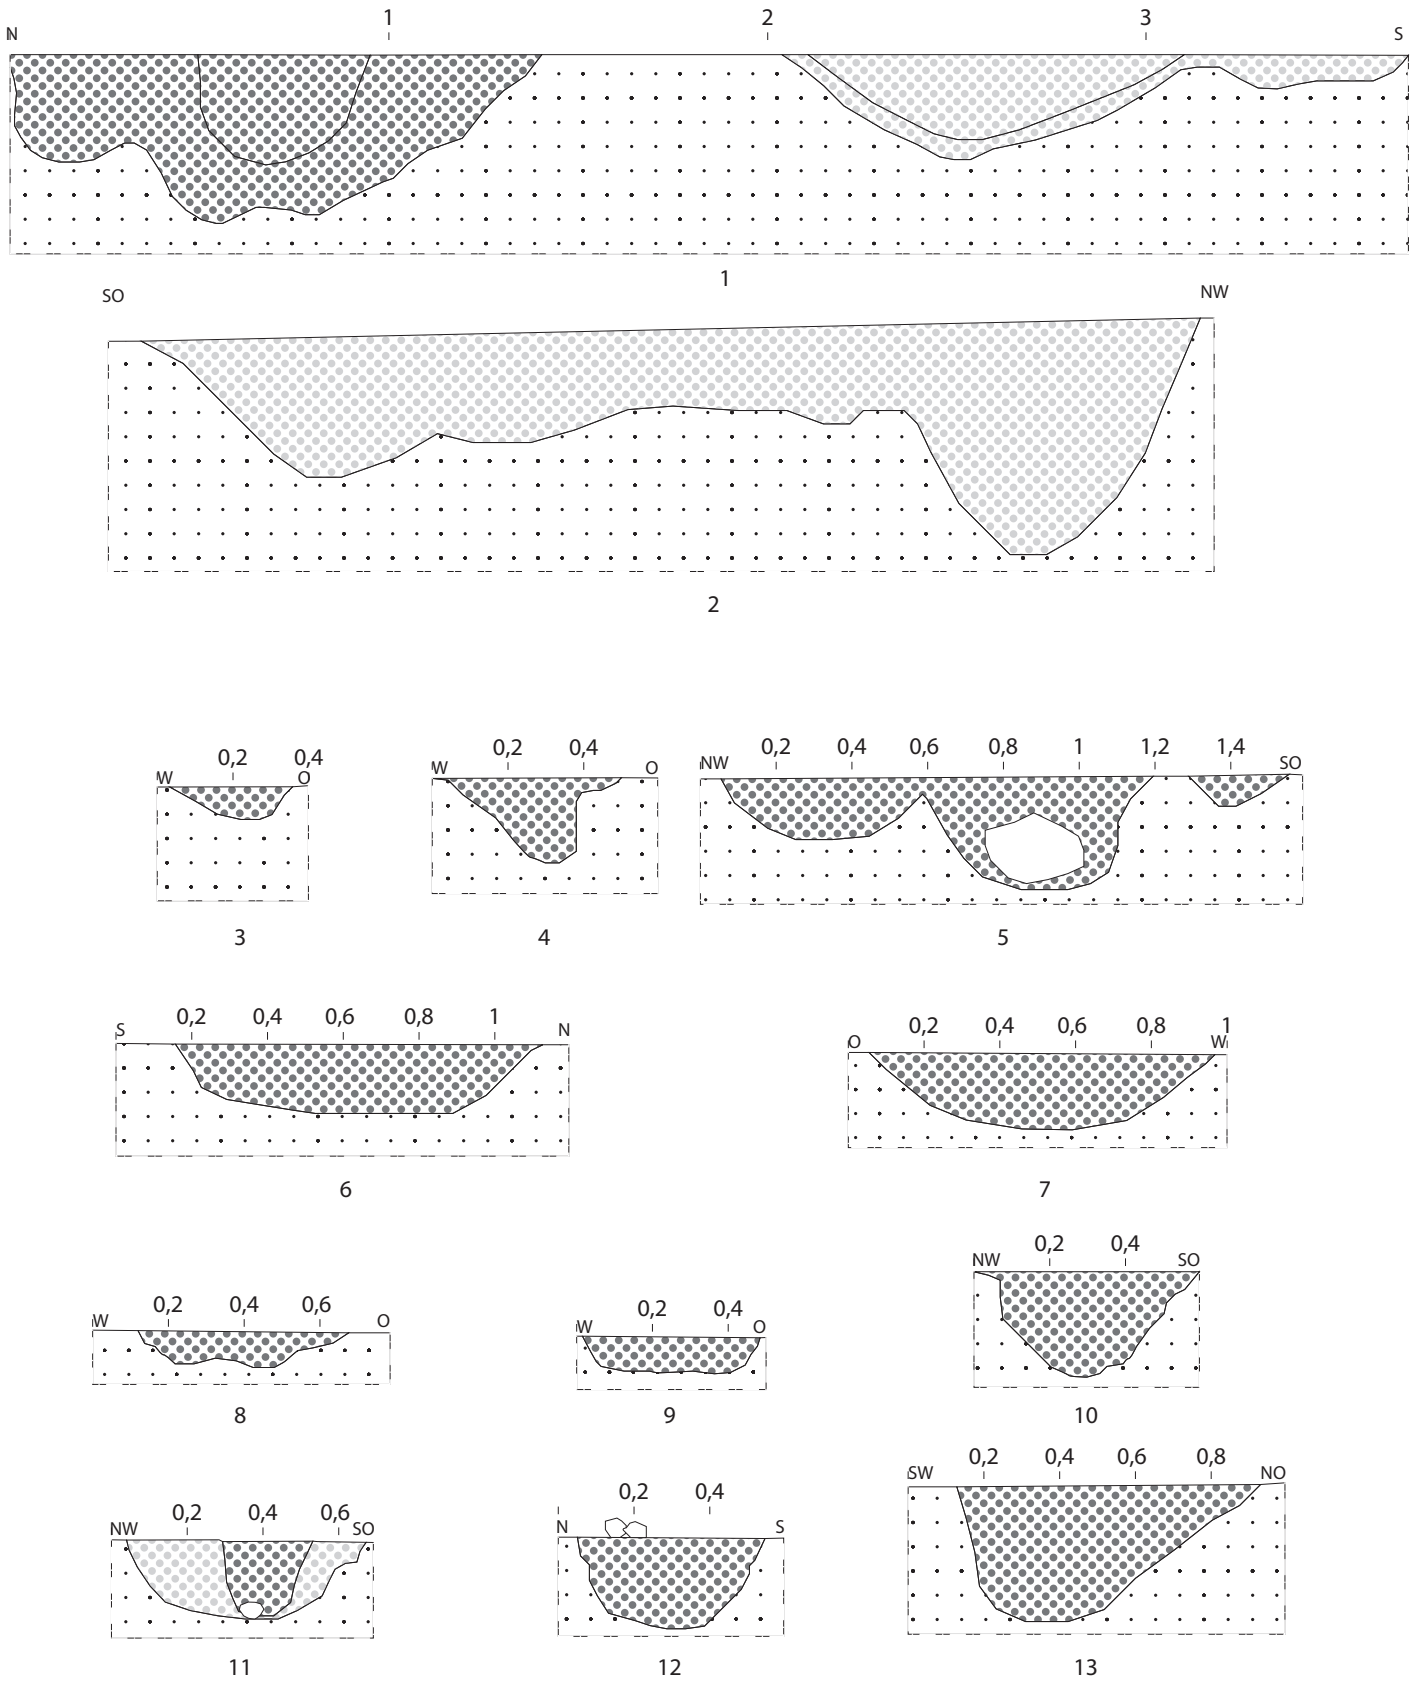 1 2 3
N S
1
SO NW
2
0,2 0,4
W O
3
0,2 0,4
W O
4
0,2 0,4 0,6 0,8 1 1,2 1,4
NW SO
5
0,2 0,4 0,6 0,8 1
S N
6
0,2 0,4 0,6 0,8 1
O W
7
0,2 0,4 0,6
W O
8
0,2 0,4
W O
9
0,2 0,4
NW SO
10
0,2 0,4 0,6
NW SO
11
0,2 0,4
N S
12
0,2 0,4 0,6 0,8
SW NO
13